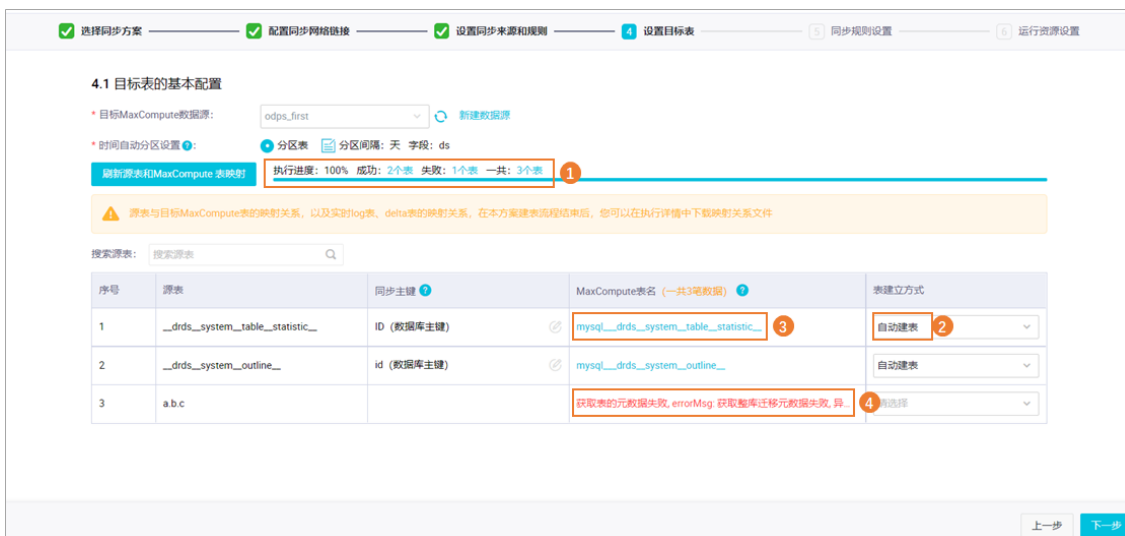 选择同步方案 配置同步网络链接 设置同步来源和规则 4 设置目标表 5 同步规则设置 6 运行资源设置
4.1 目标表的基本配置
* 目标MaxCompute数据源: odps_first 新建数据源
* 时间自动分区设置 ?: 分区表 分区间隔: 天 字段: ds
刷新源表和MaxCompute 表映射 执行进度: 100% 成功: 2个表 失败: 1个表 一共: 3个表 1
源表与目标MaxCompute表的映射关系，以及实时log表、delta表的映射关系，在本方案建表流程结束后，您可以在执行详情中下载映射关系文件
搜索源表: 搜索源表
序号 源表 同步主键 ? MaxCompute表名 (一共3笔数据) ? 表建立方式
1 __drds__system__table__statistic__ ID (数据库主键) mysql___drds__system__table__statistic__ 3 自动建表 2
2 __drds__system__outline__ id (数据库主键) mysql___drds__system__outline__ 自动建表
3 a.b.c 获取表的元数据失败, errorMsg: 获取整库迁移元数据失败, 异... 4 请选择
上一步 下一步